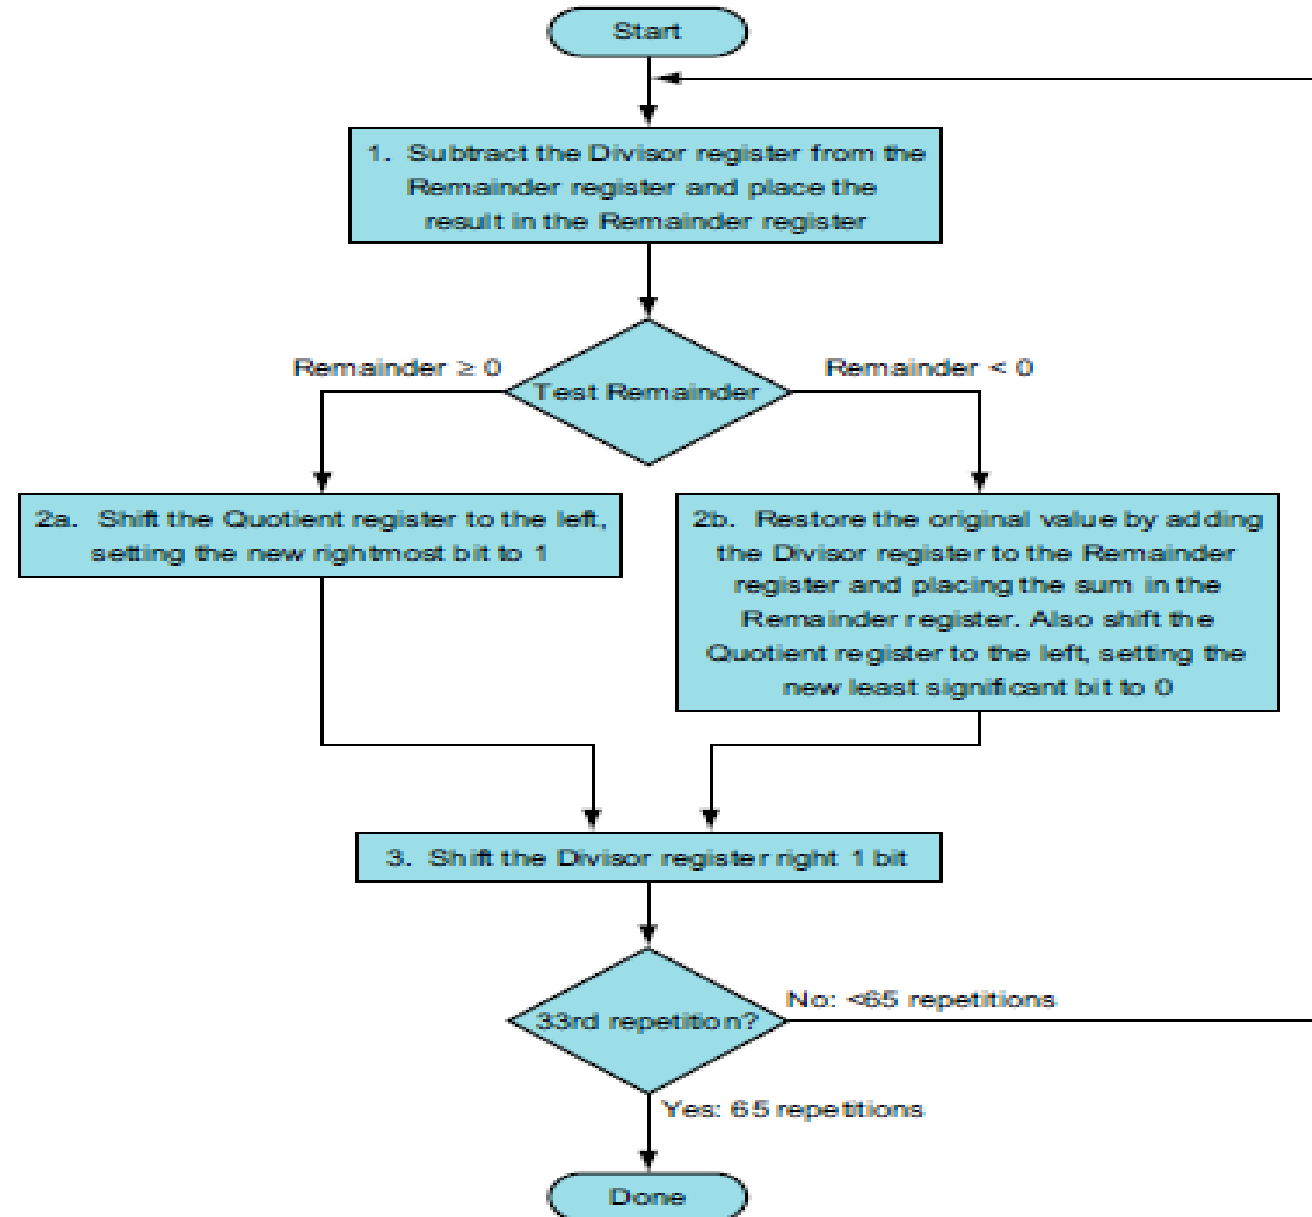 Start
1. Subtract the Divisor register from the
Remainder register and place the
result in the Remainder register
Test Remainder
Remainder ≥ 0
Remainder < 0
2a. Shift the Quotient register to the left,
setting the new rightmost bit to 1
2b. Restore the original value by adding
the Divisor register to the Remainder
register and placing the sum in the
Remainder register. Also shift the
Quotient register to the left, setting the
new least significant bit to 0
3. Shift the Divisor register right 1 bit
33rd repetition?
No: <65 repetitions
Yes: 65 repetitions
Done